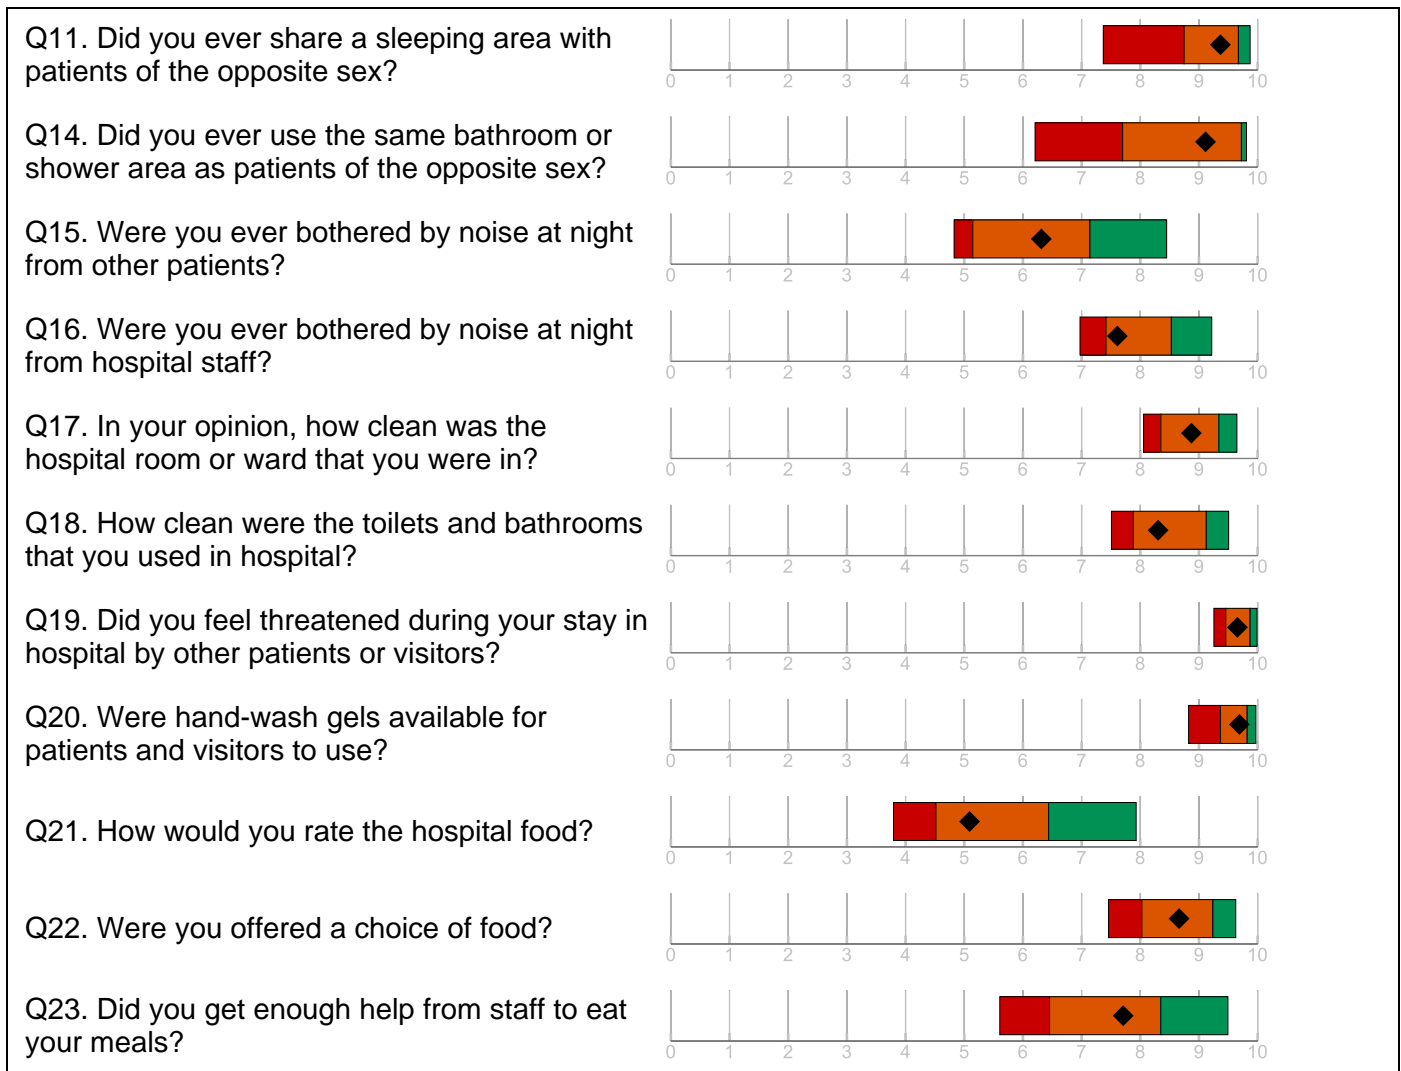 Q11. Did you ever share a sleeping area with
patients of the opposite sex?
0 1 2 3 4 5 6 7 8 9 10
Q14. Did you ever use the same bathroom or
shower area as patients of the opposite sex?
0 1 2 3 4 5 6 7 8 9 10
Q15. Were you ever bothered by noise at night
from other patients?
0 1 2 3 4 5 6 7 8 9 10
Q16. Were you ever bothered by noise at night
from hospital staff?
0 1 2 3 4 5 6 7 8 9 10
Q17. In your opinion, how clean was the
hospital room or ward that you were in?
0 1 2 3 4 5 6 7 8 9 10
Q18. How clean were the toilets and bathrooms
that you used in hospital?
0 1 2 3 4 5 6 7 8 9 10
Q19. Did you feel threatened during your stay in
hospital by other patients or visitors?
0 1 2 3 4 5 6 7 8 9 10
Q20. Were hand-wash gels available for
patients and visitors to use?
0 1 2 3 4 5 6 7 8 9 10
Q21. How would you rate the hospital food?
0 1 2 3 4 5 6 7 8 9 10
Q22. Were you offered a choice of food?
0 1 2 3 4 5 6 7 8 9 10
Q23. Did you get enough help from staff to eat
your meals?
0 1 2 3 4 5 6 7 8 9 10